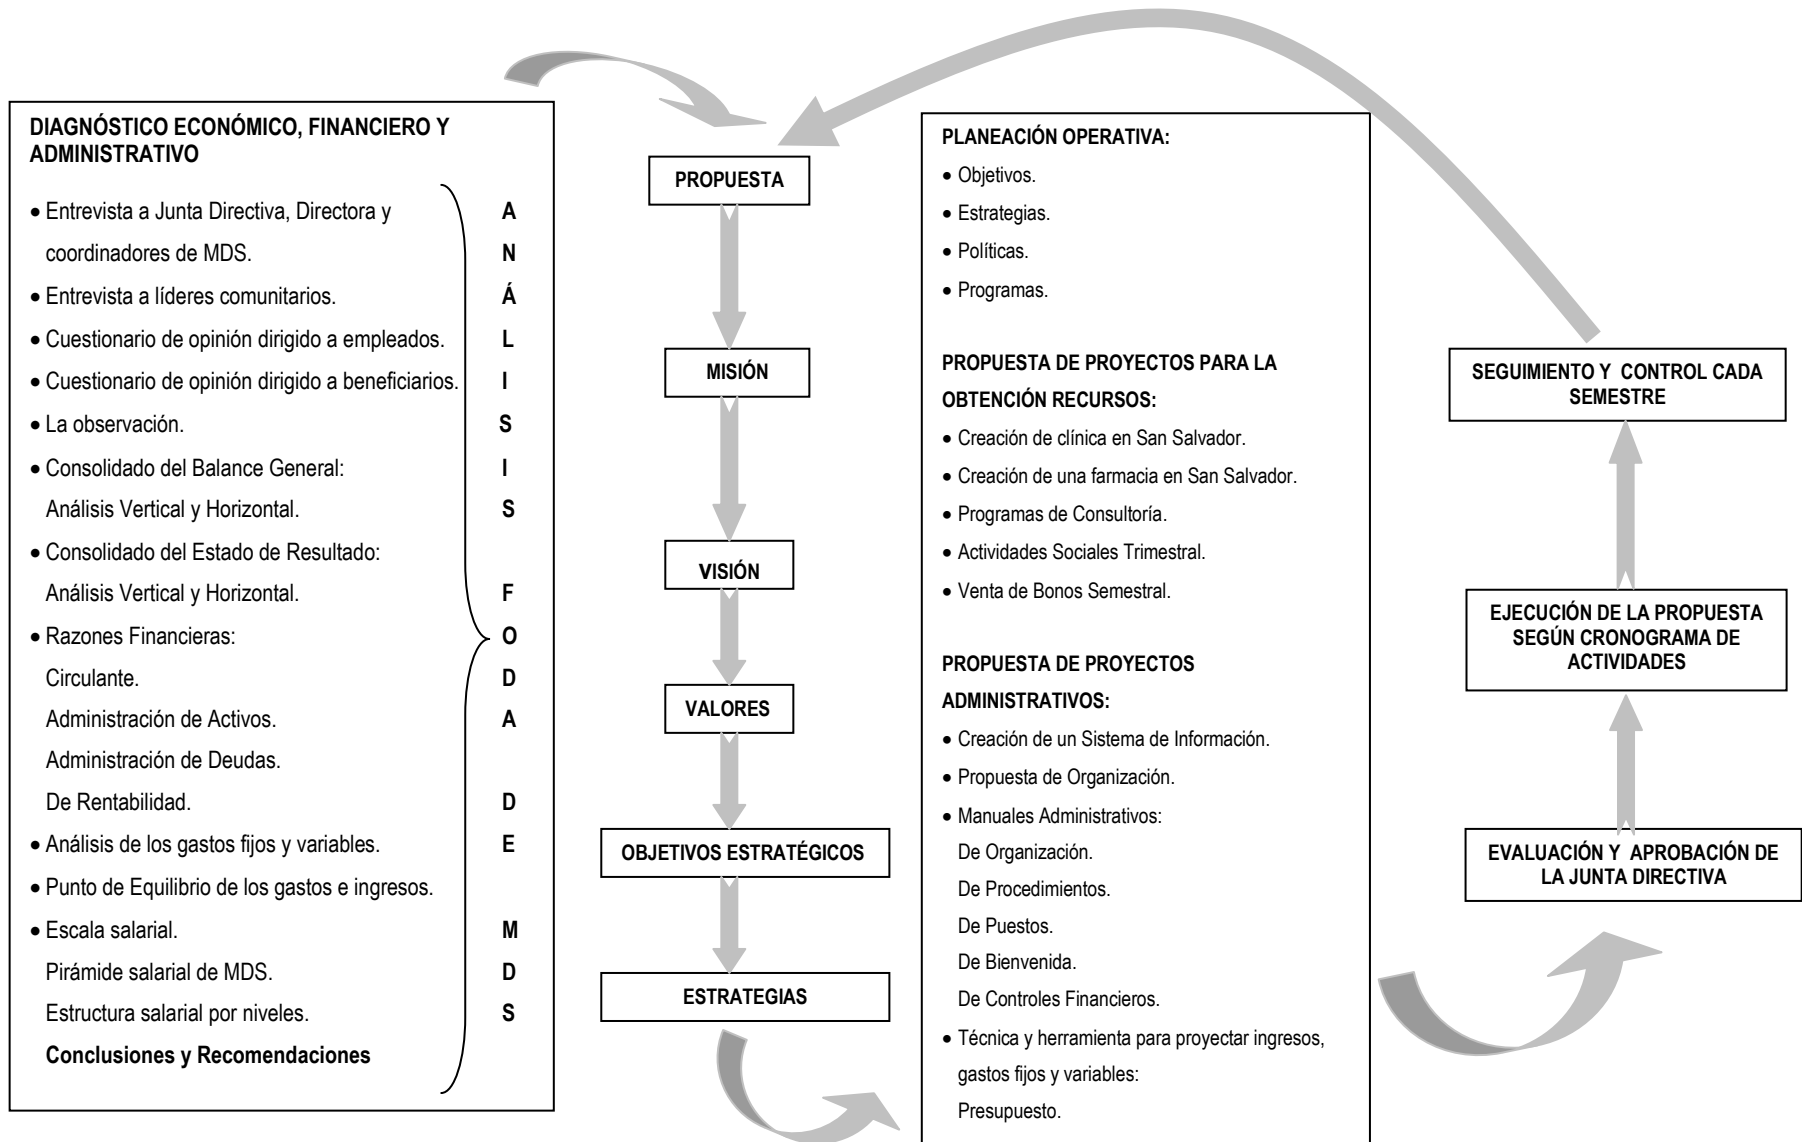 DIAGNÓSTICO ECONÓMICO, FINANCIERO Y
ADMINISTRATIVO
• Entrevista a Junta Directiva, Directora y
coordinadores de MDS.
• Entrevista a líderes comunitarios.
• Cuestionario de opinión dirigido a empleados.
• Cuestionario de opinión dirigido a beneficiarios.
• La observación.
• Consolidado del Balance General:
Análisis Vertical y Horizontal.
• Consolidado del Estado de Resultado:
Análisis Vertical y Horizontal.
• Razones Financieras:
Circulante.
Administración de Activos.
Administración de Deudas.
De Rentabilidad.
• Análisis de los gastos fijos y variables.
• Punto de Equilibrio de los gastos e ingresos.
• Escala salarial.
Pirámide salarial de MDS.
Estructura salarial por niveles.
Conclusiones y Recomendaciones
A
N
Á
L
I
S
I
S
F
O
D
A
D
E
M
D
S
PROPUESTA
MISIÓN
VISIÓN
VALORES
OBJETIVOS ESTRATÉGICOS
ESTRATEGIAS
PLANEACIÓN OPERATIVA:
• Objetivos.
• Estrategias.
• Políticas.
• Programas.
PROPUESTA DE PROYECTOS PARA LA
OBTENCIÓN RECURSOS:
• Creación de clínica en San Salvador.
• Creación de una farmacia en San Salvador.
• Programas de Consultoría.
• Actividades Sociales Trimestral.
• Venta de Bonos Semestral.
PROPUESTA DE PROYECTOS
ADMINISTRATIVOS:
• Creación de un Sistema de Información.
• Propuesta de Organización.
• Manuales Administrativos:
De Organización.
De Procedimientos.
De Puestos.
De Bienvenida.
De Controles Financieros.
• Técnica y herramienta para proyectar ingresos,
gastos fijos y variables:
Presupuesto.
SEGUIMIENTO Y CONTROL CADA
SEMESTRE
EJECUCIÓN DE LA PROPUESTA
SEGÚN CRONOGRAMA DE
ACTIVIDADES
EVALUACIÓN Y APROBACIÓN DE
LA JUNTA DIRECTIVA